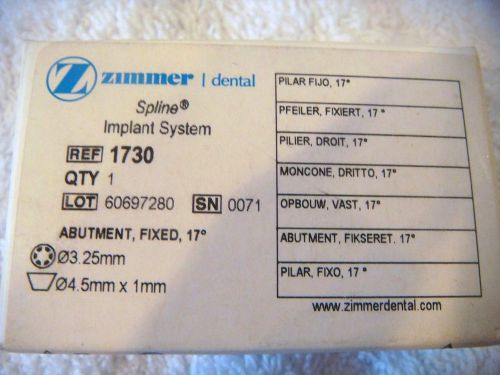 Z zimmer | dental
Spline®
Implant System
REF 1730
QTY 1
LOT 60697280 SN 0071
ABUTMENT, FIXED, 17°
Ø3.25mm
Ø4.5mm x 1mm
PILAR FIJO, 17°
PFEILER, FIXIERT, 17 °
PILIER, DROIT, 17°
MONCONE, DRITTO, 17°
OPBOUW, VAST, 17°
ABUTMENT, FIKSERET. 17°
PILAR, FIXO, 17 °
www.zimmerdental.com